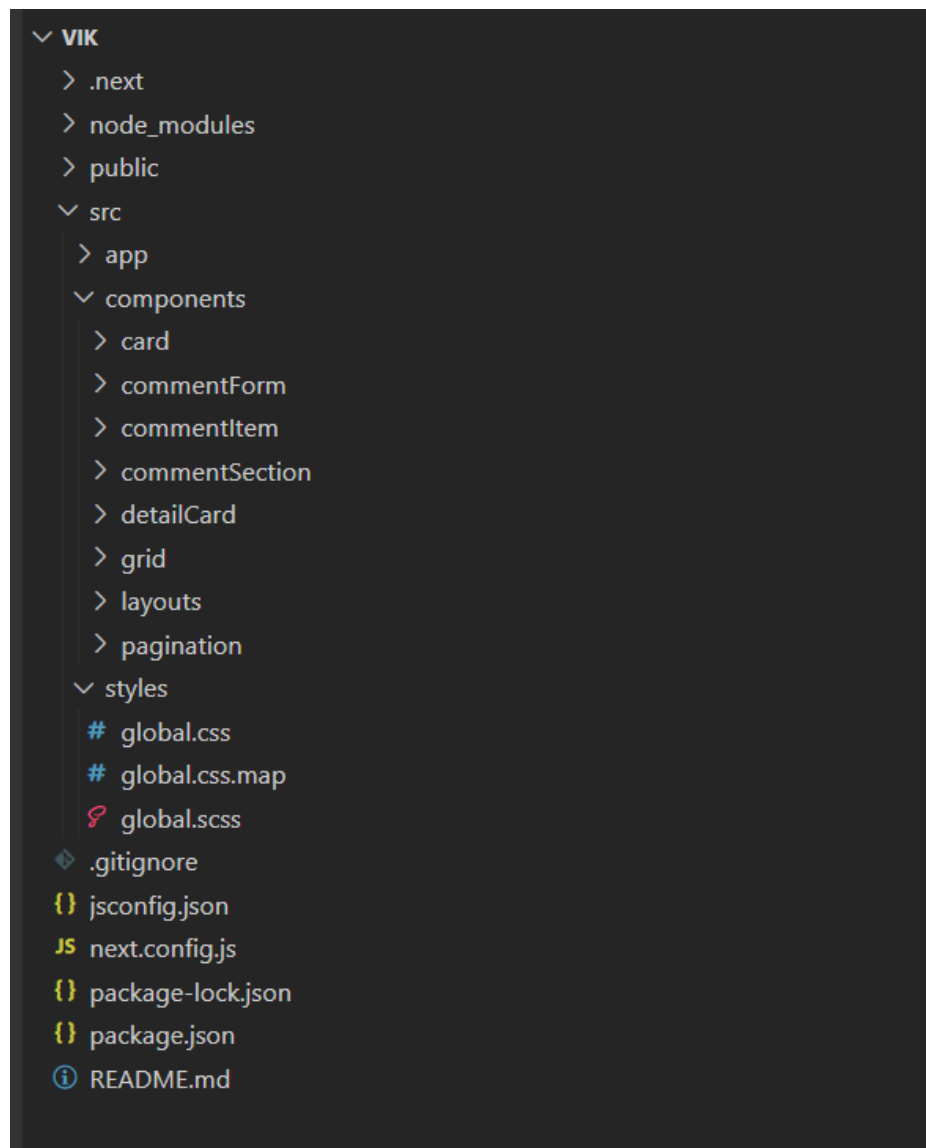 VIK
.next
node_modules
public
src
app
components
card
commentForm
commentItem
commentSection
detailCard
grid
layouts
pagination
styles
# global.css
# global.css.map
global.scss
.gitignore
{} jsconfig.json
JS next.config.js
{} package-lock.json
{} package.json
README.md